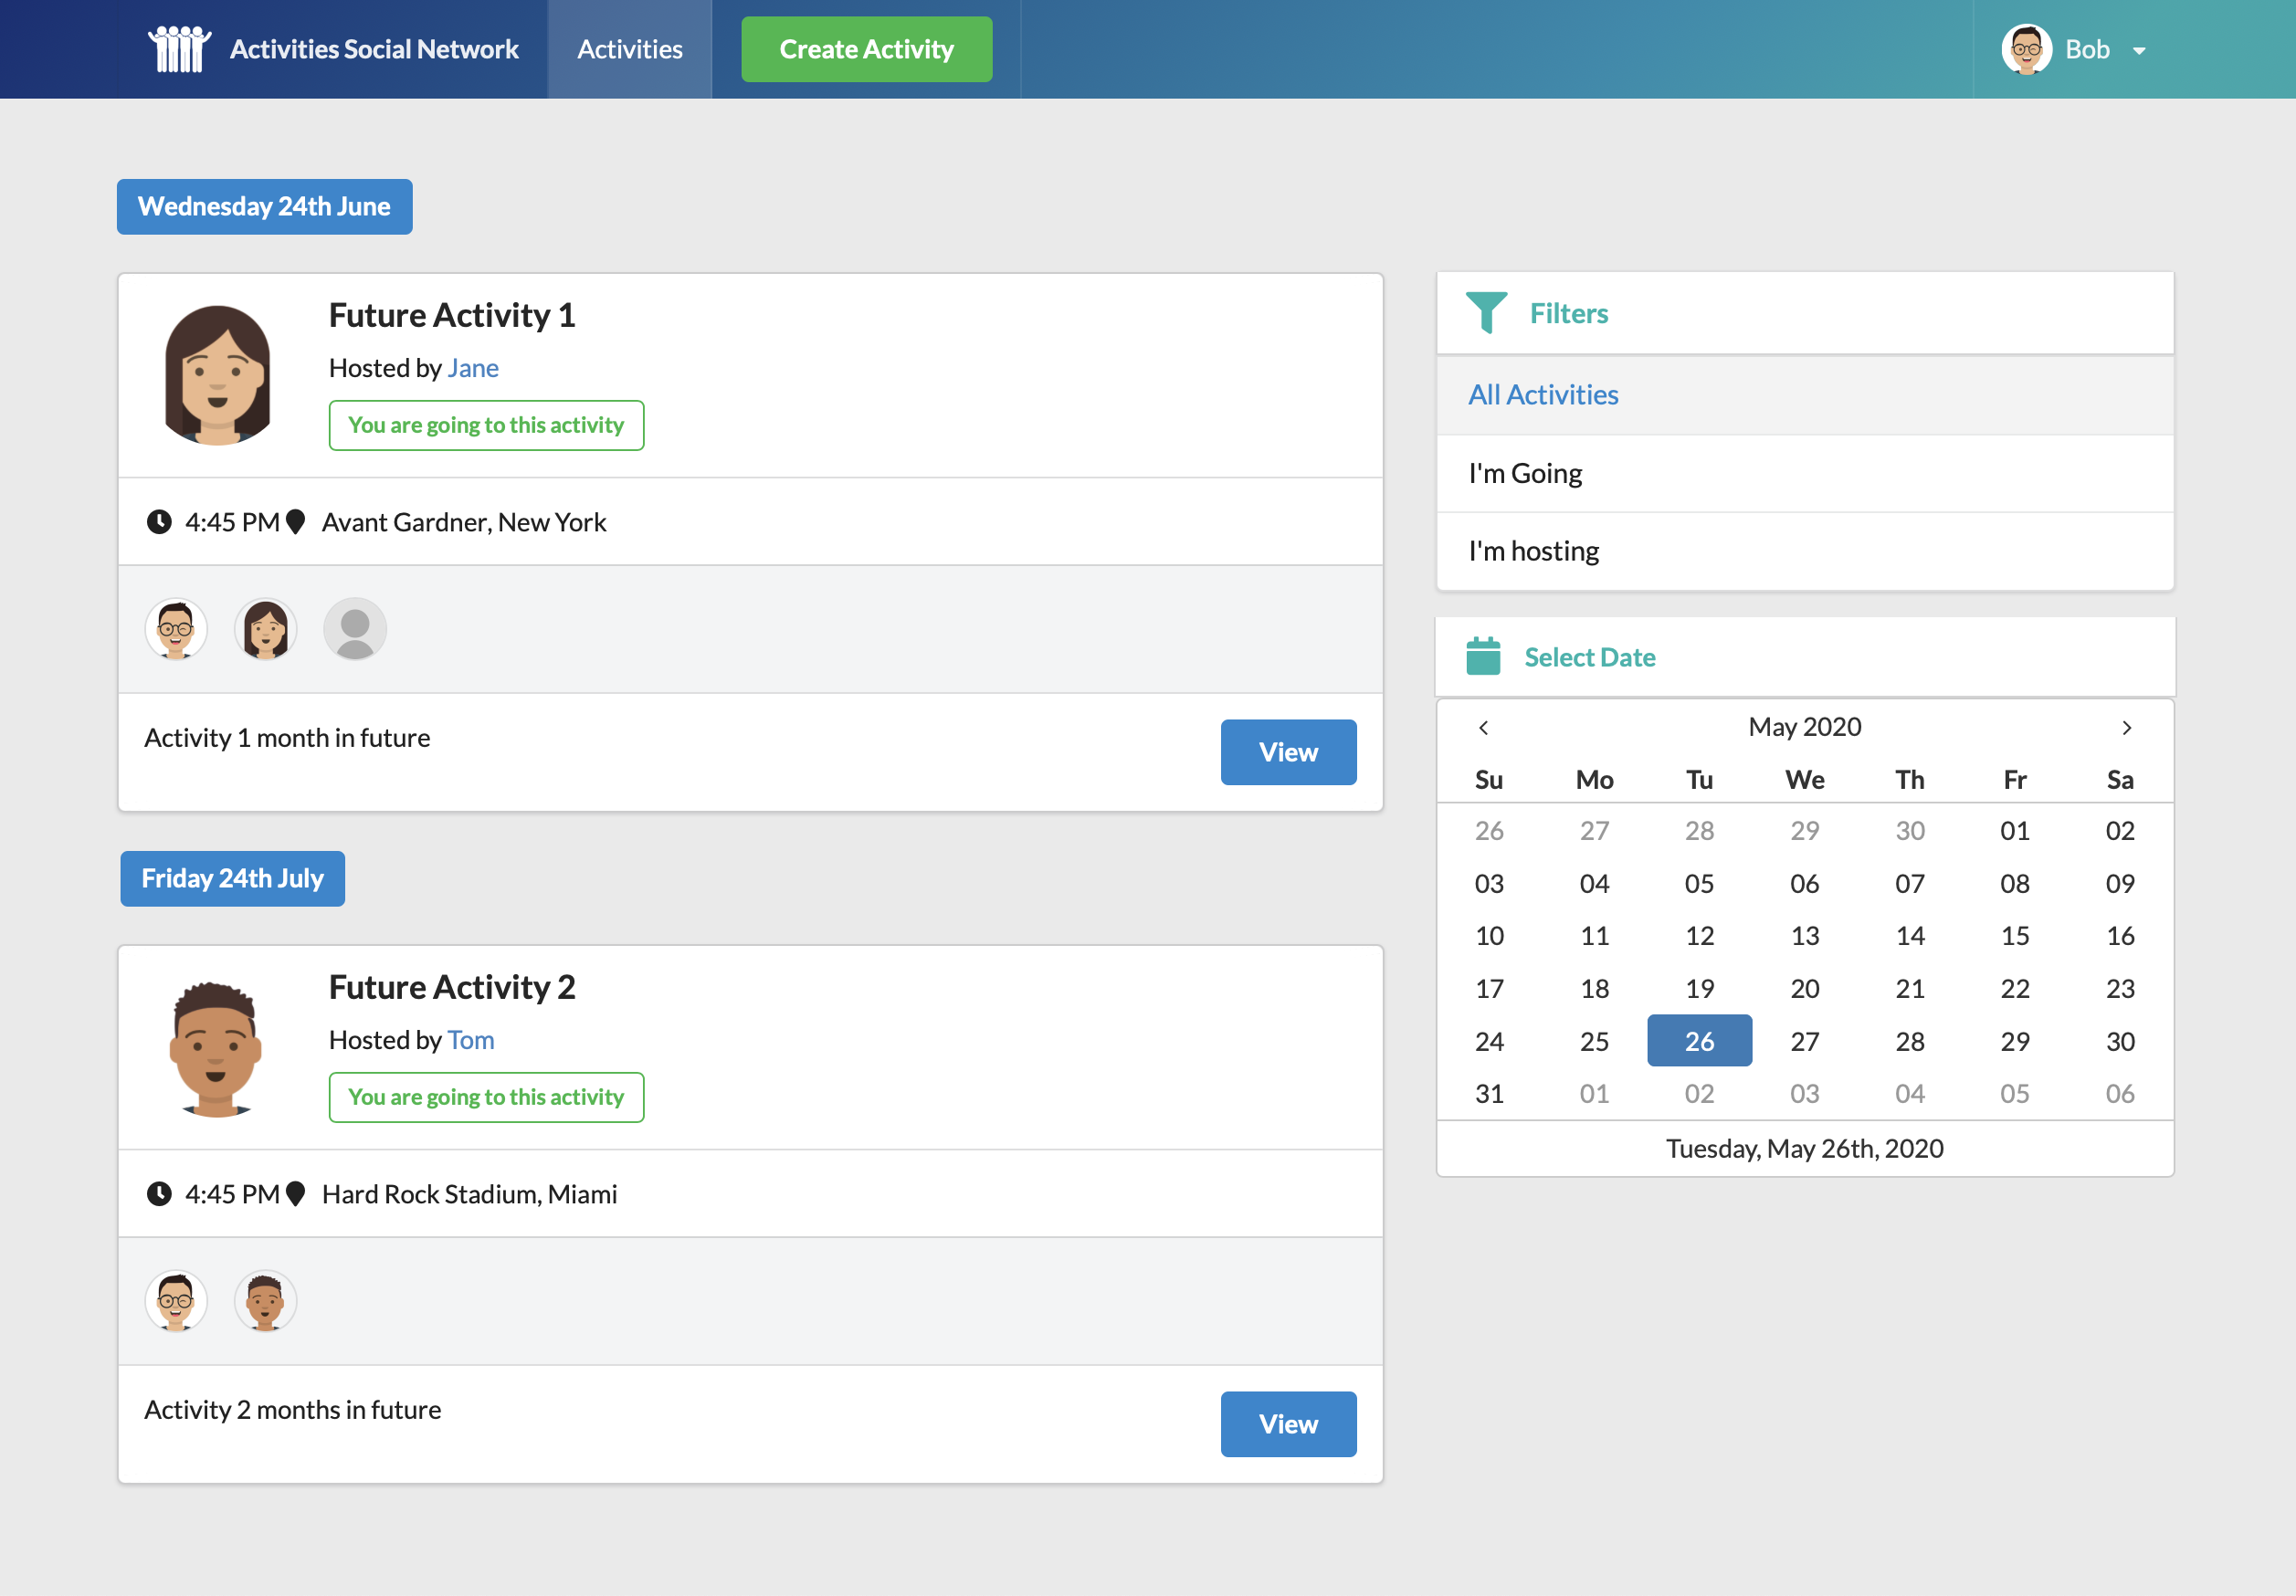 Activities Social Network
Activities
Create Activity
Bob
Wednesday 24th June
Future Activity 1
Hosted by Jane
You are going to this activity
4:45 PM Avant Gardner, New York
Activity 1 month in future
View
Friday 24th July
Future Activity 2
Hosted by Tom
You are going to this activity
4:45 PM Hard Rock Stadium, Miami
Activity 2 months in future
View
Filters
All Activities
I'm Going
I'm hosting
Select Date
May 2020
Su Mo Tu We Th Fr Sa
26 27 28 29 30 01 02
03 04 05 06 07 08 09
10 11 12 13 14 15 16
17 18 19 20 21 22 23
24 25 26 27 28 29 30
31 01 02 03 04 05 06
Tuesday, May 26th, 2020